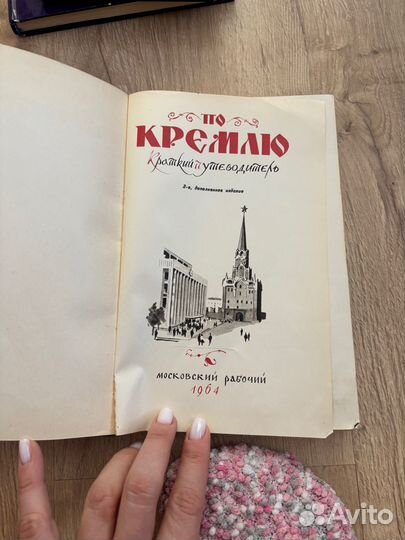 ПО
КРЕМЛЮ
Краткий путеводитель
2-е, дополненное издание
МОСКОВСКИЙ РАБОЧИЙ
1964
Avito